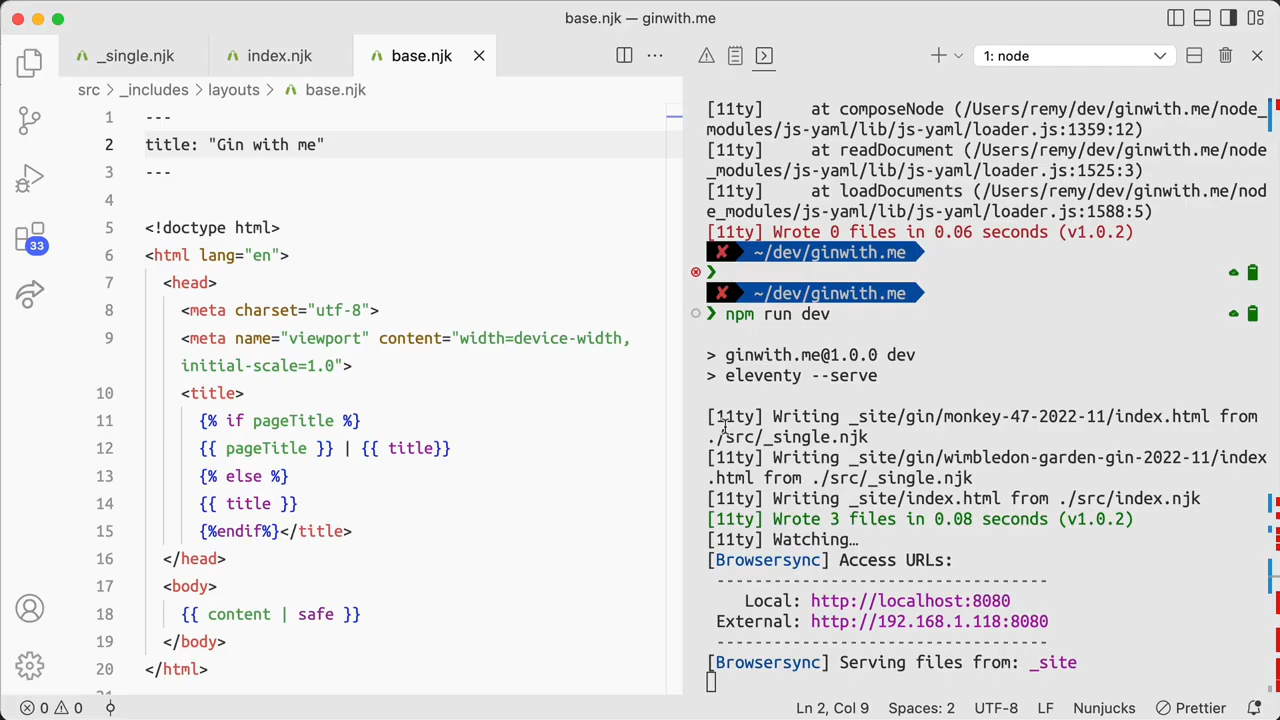 base.njk — ginwith.me
_single.njk
index.njk
base.njk
1: node
src > _includes > layouts > base.njk
33
1 ---
2 title: "Gin with me"
3 ---
4
5 <!doctype html>
6 <html lang="en">
7 <head>
8 <meta charset="utf-8">
9 <meta name="viewport" content="width=device-width,
initial-scale=1.0">
10 <title>
11 {% if pageTitle %}
12 {{ pageTitle }} | {{ title}}
13 {% else %}
14 {{ title }}
15 {%endif%}</title>
16 </head>
17 <body>
18 {{ content | safe }}
19 </body>
20 </html>
[11ty]     at composeNode (/Users/remy/dev/ginwith.me/node_
modules/js-yaml/lib/js-yaml/loader.js:1359:12)
[11ty]     at readDocument (/Users/remy/dev/ginwith.me/node
_modules/js-yaml/lib/js-yaml/loader.js:1525:3)
[11ty]     at loadDocuments (/Users/remy/dev/ginwith.me/nod
e_modules/js-yaml/lib/js-yaml/loader.js:1588:5)
[11ty] Wrote 0 files in 0.06 seconds (v1.0.2)
✘ ~/dev/ginwith.me
❯
✘ ~/dev/ginwith.me
❯ npm run dev
> ginwith.me@1.0.0 dev
> eleventy --serve
[11ty] Writing _site/gin/monkey-47-2022-11/index.html from
./src/_single.njk
[11ty] Writing _site/gin/wimbledon-garden-gin-2022-11/index
.html from ./src/_single.njk
[11ty] Writing _site/index.html from ./src/index.njk
[11ty] Wrote 3 files in 0.08 seconds (v1.0.2)
[11ty] Watching…
[Browsersync] Access URLs:
-----------------------------------
Local: http://localhost:8080
External: http://192.168.1.118:8080
-----------------------------------
[Browsersync] Serving files from: _site
0 0
Ln 2, Col 9
Spaces: 2
UTF-8
LF
Nunjucks
Prettier